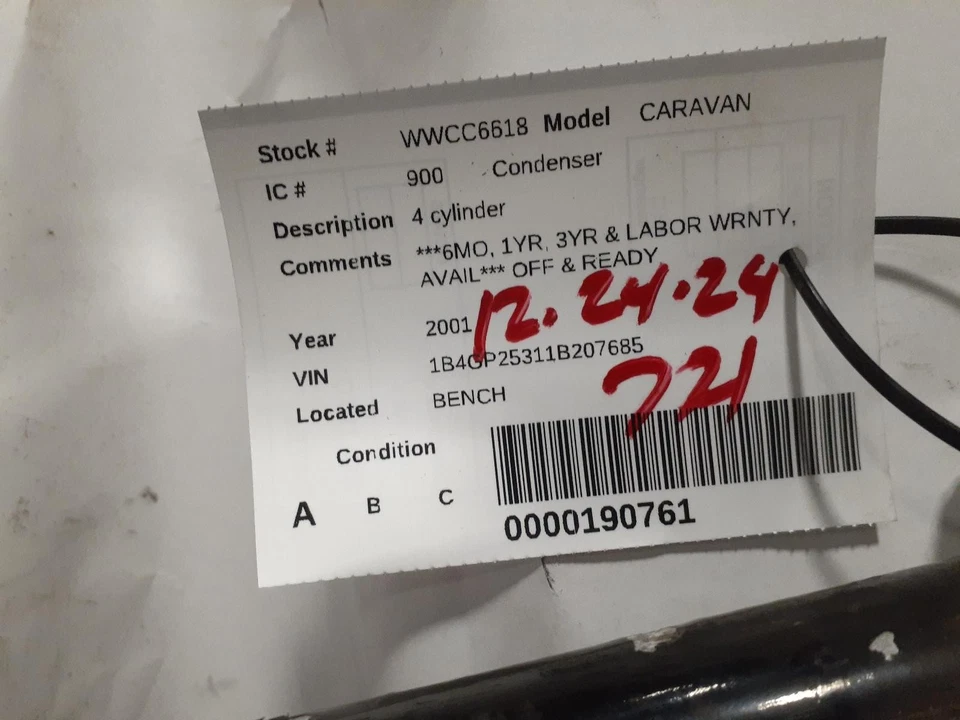 Stock # WWCC6618 Model CARAVAN
IC # 900 Condenser
Description 4 cylinder
Comments ***6MO, 1YR, 3YR & LABOR WRNTY,
AVAIL*** OFF & READY
12.24.24
Year 2001
VIN 1B4GP25311B207685
721
Located BENCH
Condition
A B C
0000190761